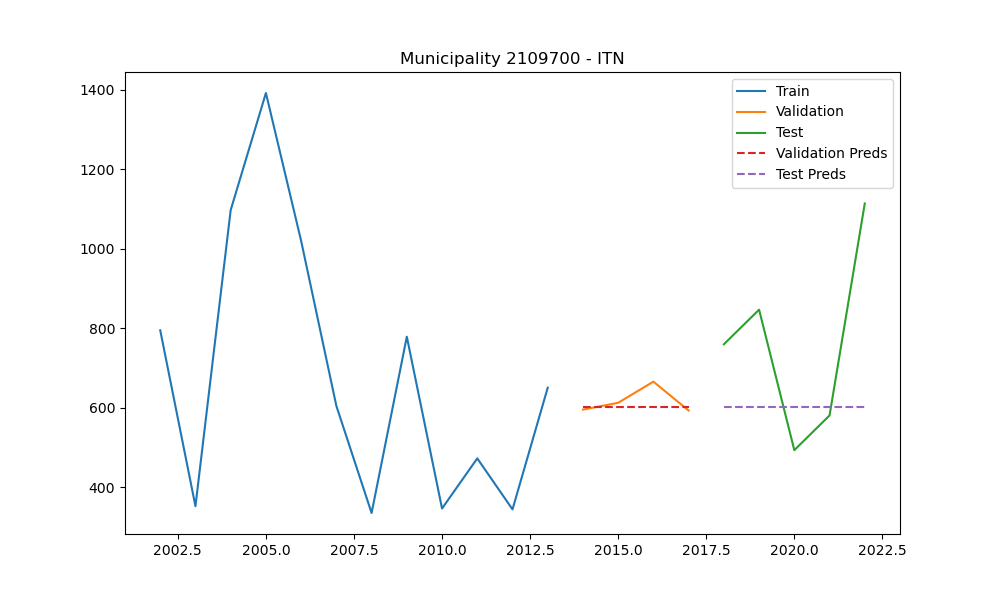 Municipality 2109700 - ITN
Train
Validation
Test
Validation Preds
Test Preds
1400
1200
1000
800
600
400
2002.5 2005.0 2007.5 2010.0 2012.5 2015.0 2017.5 2020.0 2022.5